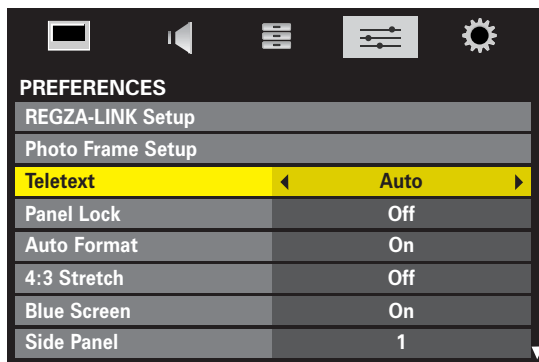 PREFERENCES
REGZA-LINK Setup
Photo Frame Setup
Teletext Auto
Panel Lock Off
Auto Format On
4:3 Stretch Off
Blue Screen On
Side Panel 1